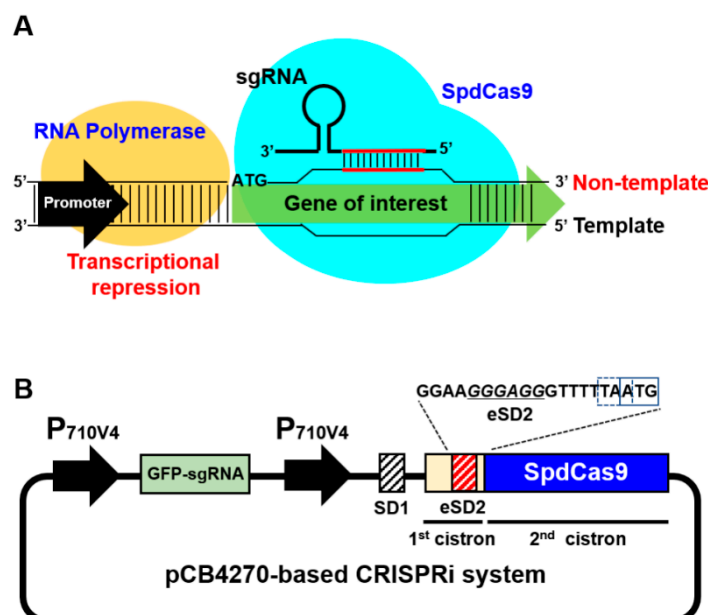 A
sgRNA
SpdCas9
RNA Polymerase
3’ 5’
5’ ATG 3’ Non-template
Promoter Gene of interest
3’ 5’ Template
Transcriptional
repression
B
GGAAGGGAGGGTTTTTAATG
eSD2
P710V4 P710V4
GFP-sgRNA SpdCas9
SD1 eSD2
1st cistron 2nd cistron
pCB4270-based CRISPRi system